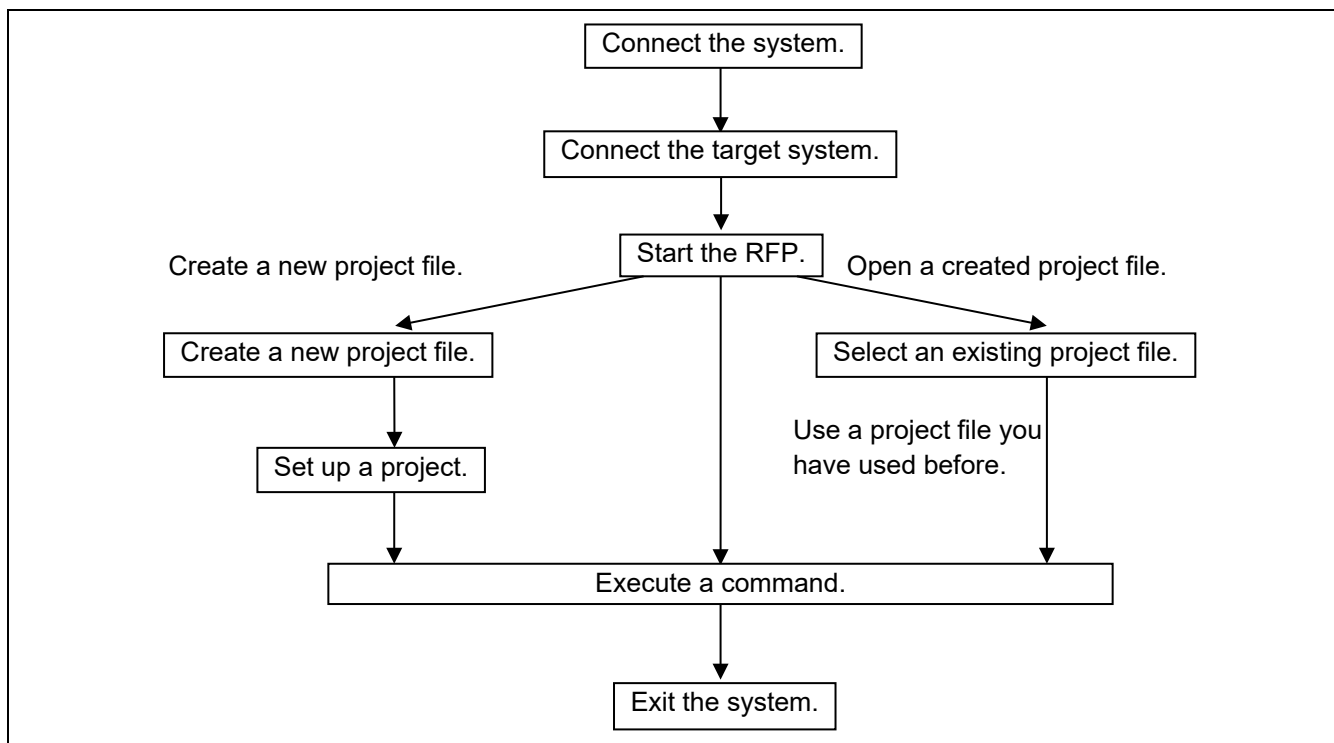 Connect the system.
Connect the target system.
Start the RFP.
Create a new project file.
Open a created project file.
Create a new project file.
Select an existing project file.
Use a project file you
have used before.
Set up a project.
Execute a command.
Exit the system.